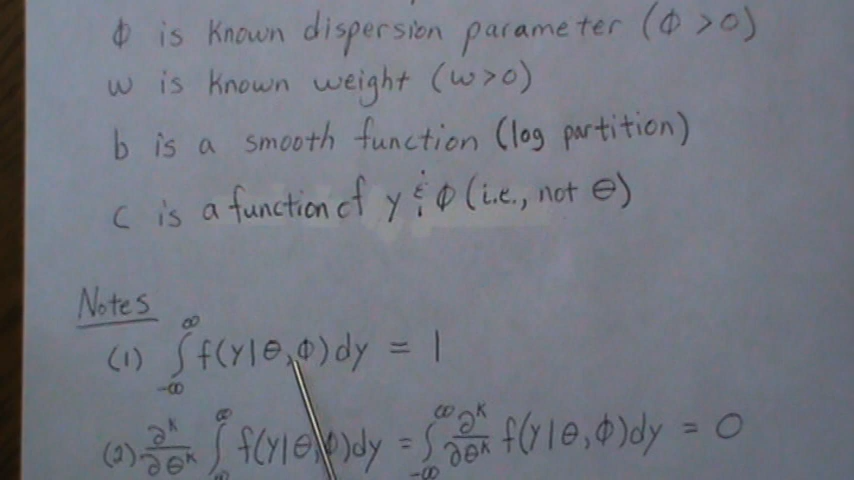 ϕ is known dispersion parameter (ϕ > 0)
w is known weight (w > 0)
b is a smooth function (log partition)
c is a function of y & ϕ (i.e., not θ)
Notes
(1) ∫_{-∞}^{∞} f(y|θ,ϕ)dy = 1
(2) ∂^k/∂θ^k ∫^{∞} f(y|θ,ϕ)dy = ∫_{-∞}^{∞} ∂^k/∂θ^k f(y|θ,ϕ)dy = 0